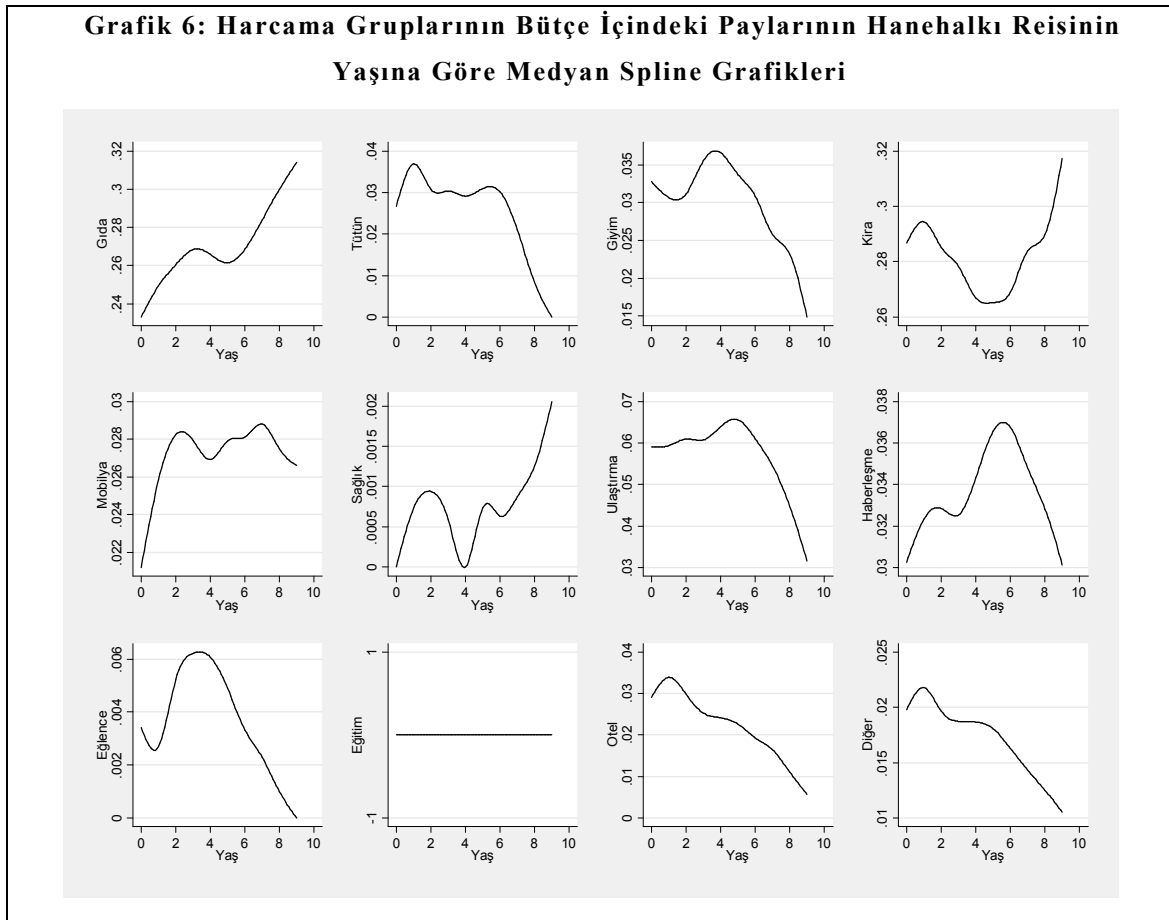 Grafik 6: Harcama Gruplarının Bütçe İçindeki Paylarının Hanehalkı Reisinin
Yaşına Göre Medyan Spline Grafikleri
Gıda
.24 .26 .28 .3 .32
0 2 4 6 8 10
Yaş
Tütün
0 .01 .02 .03 .04
0 2 4 6 8 10
Yaş
Giyim
.015 .02 .025 .03 .035
0 2 4 6 8 10
Yaş
Kira
.26 .28 .3 .32
0 2 4 6 8 10
Yaş
Mobilya
.022 .024 .026 .028 .03
0 2 4 6 8 10
Yaş
Sağlık
0 .0005 .001 .0015 .002
0 2 4 6 8 10
Yaş
Ulaştırma
.03 .04 .05 .06 .07
0 2 4 6 8 10
Yaş
Haberleşme
.03 .032 .034 .036 .038
0 2 4 6 8 10
Yaş
Eğlence
0 .002 .004 .006
0 2 4 6 8 10
Yaş
Eğitim
-1 1
0 2 4 6 8 10
Yaş
Otel
0 .01 .02 .03 .04
0 2 4 6 8 10
Yaş
Diğer
.01 .015 .02 .025
0 2 4 6 8 10
Yaş